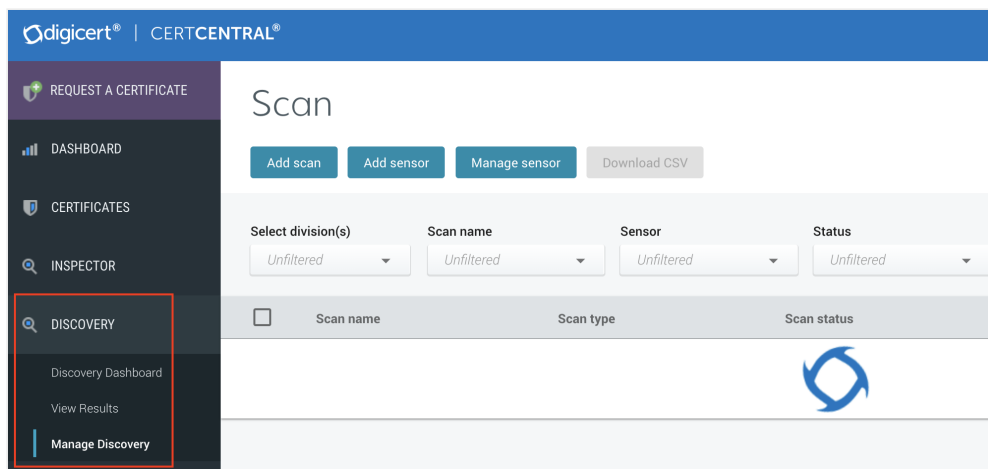 digicert® | CERTCENTRAL®
REQUEST A CERTIFICATE
DASHBOARD
CERTIFICATES
INSPECTOR
DISCOVERY
Discovery Dashboard
View Results
Manage Discovery
Scan
Add scan Add sensor Manage sensor Download CSV
Select division(s) Scan name Sensor Status
Unfiltered Unfiltered Unfiltered Unfiltered
Scan name Scan type Scan status